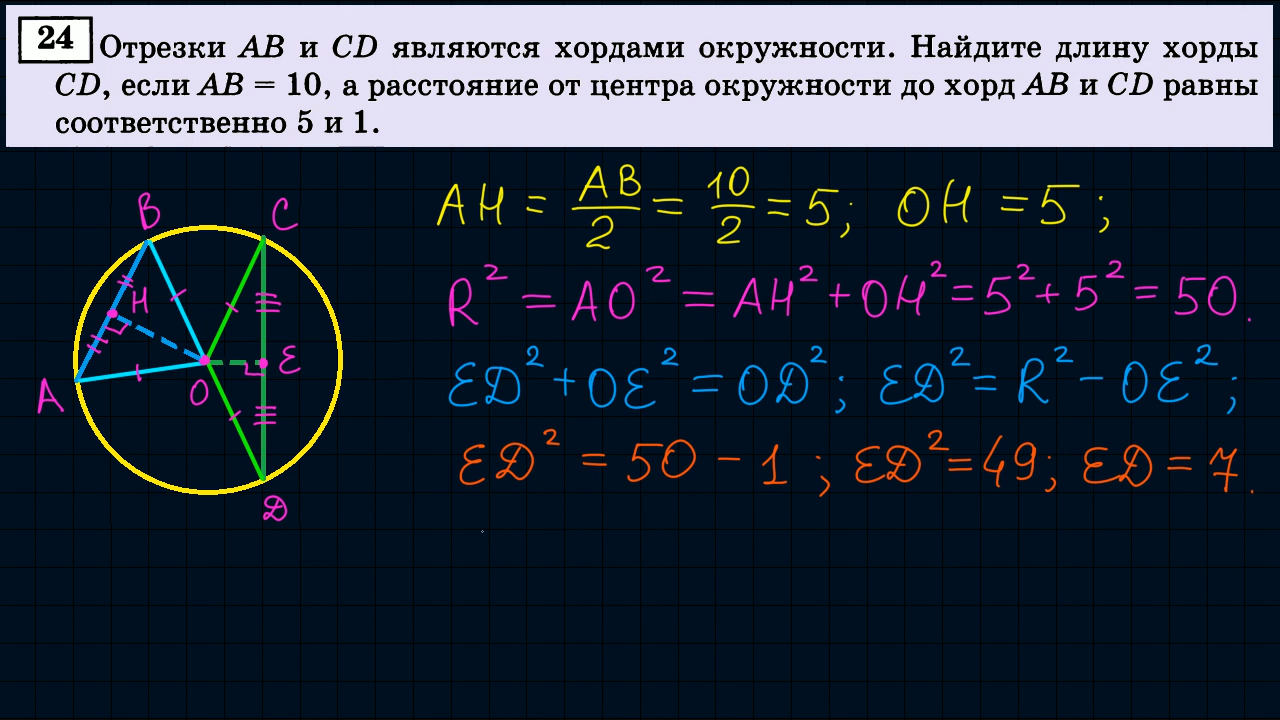 24 Отрезки AB и CD являются хордами окружности. Найдите длину хорды
CD, если AB = 10, а расстояние от центра окружности до хорд AB и CD равны
соответственно 5 и 1.
B
C
H
E
A
O
D
AH = AB/2 = 10/2 = 5; OH = 5;
R² = AO² = AH² + OH² = 5² + 5² = 50.
ED² + OE² = OD²; ED² = R² - OE²;
ED² = 50 - 1; ED² = 49; ED = 7.